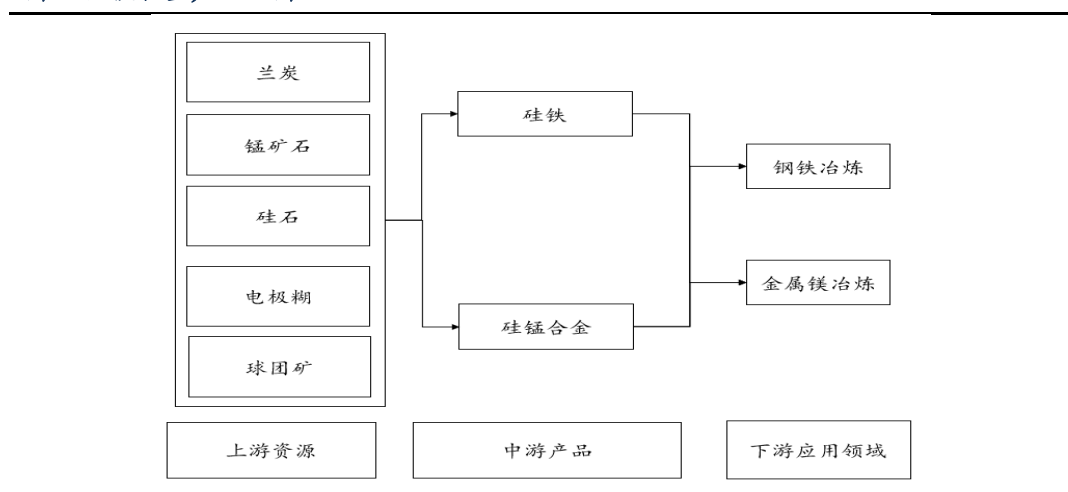 兰炭
锰矿石
硅石
电极糊
球团矿
硅铁
硅锰合金
钢铁冶炼
金属镁冶炼
上游资源
中游产品
下游应用领域